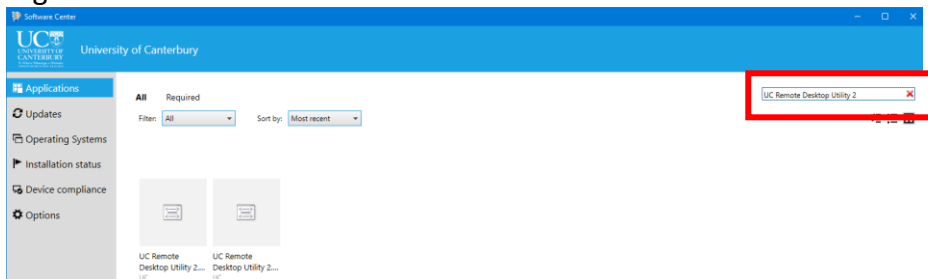 Software Center
UC
UNIVERSITY OF
CANTERBURY
University of Canterbury
Applications
Updates
Operating Systems
Installation status
Device compliance
Options
All Required
UC Remote Desktop Utility 2
Filter: All Sort by: Most recent
UC Remote
Desktop Utility 2....
UC
UC Remote
Desktop Utility 2....
UC